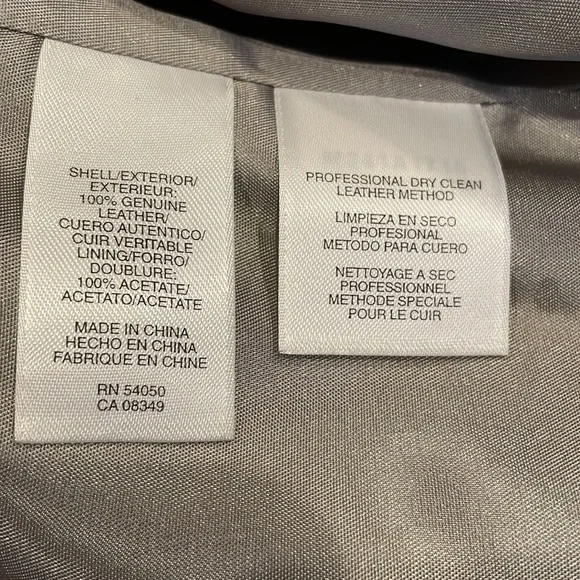 SHELL/EXTERIOR/
EXTERIEUR:
100% GENUINE
LEATHER/
CUERO AUTENTICO/
CUIR VERITABLE
LINING/FORRO/
DOUBLURE:
100% ACETATE/
ACETATO/ACETATE
MADE IN CHINA
HECHO EN CHINA
FABRIQUE EN CHINE
RN 54050
CA 08349
PROFESSIONAL DRY CLEAN
LEATHER METHOD
LIMPIEZA EN SECO
PROFESIONAL
METODO PARA CUERO
NETTOYAGE A SEC
PROFESSIONNEL
METHODE SPECIALE
POUR LE CUIR